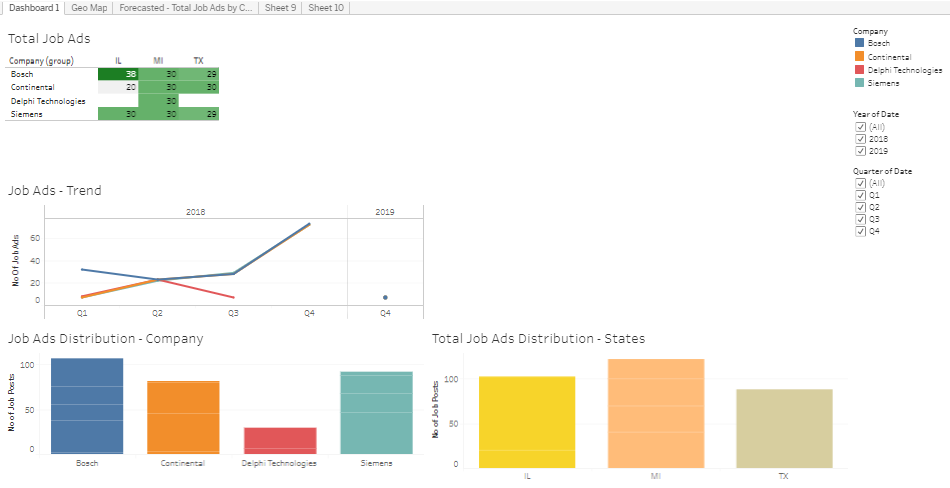 Dashboard 1 Geo Map Forecasted - Total Job Ads by C... Sheet 9 Sheet 10
Total Job Ads
Company (group) IL MI TX
Bosch 38 30 29
Continental 20 30 30
Delphi Technologies 30
Siemens 30 30 29
Company
Bosch
Continental
Delphi Technologies
Siemens
Year of Date
(All)
2018
2019
Quarter of Date
(All)
Q1
Q2
Q3
Q4
Job Ads - Trend
2018 2019
No Of Job Ads
60
40
20
0
Q1 Q2 Q3 Q4 Q4
Job Ads Distribution - Company
No of Job Posts
100
50
0
Bosch Continental Delphi Technologies Siemens
Total Job Ads Distribution - States
No of Job Posts
100
50
0
IL MI TX